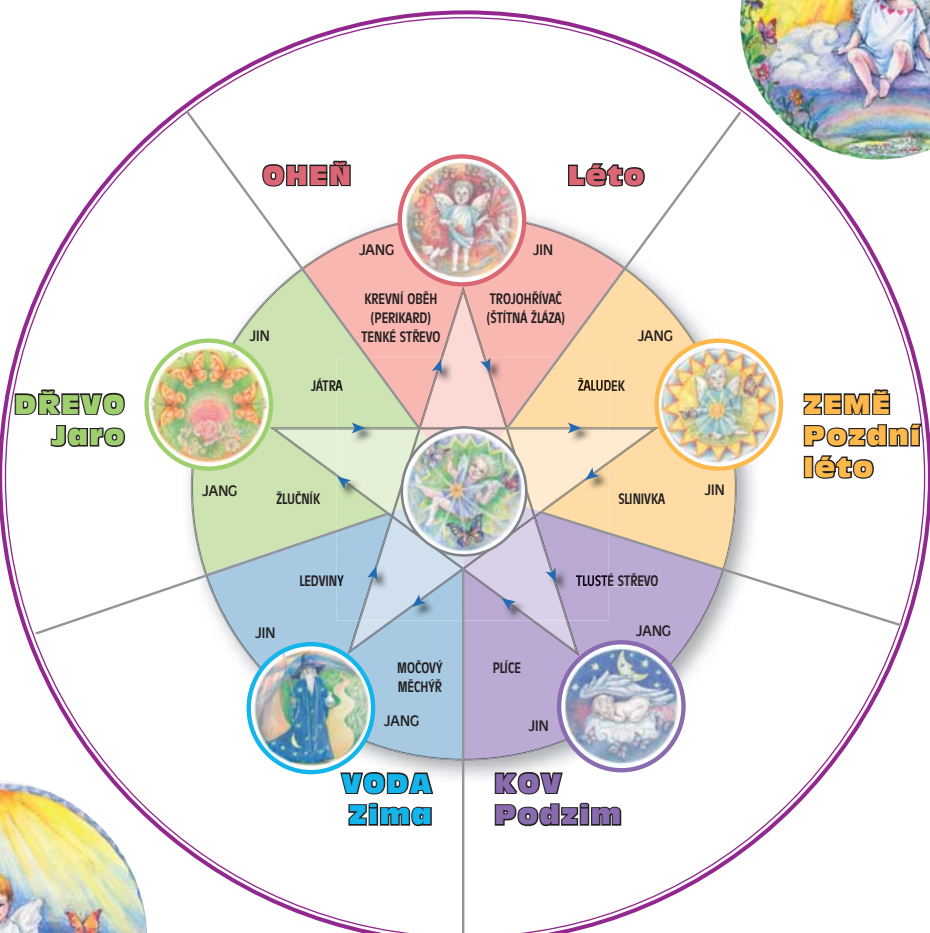 OHEŇ
Léto
JANG
JIN
KREVNÍ OBĚH
(PERIKARD)
TENKÉ STŘEVO
TROJOHŘÍVAČ
(ŠTÍTNÁ ŽLÁZA)
JIN
JÁTRA
DŘEVO
Jaro
JANG
ŽLUČNÍK
JANG
ŽALUDEK
ZEMĚ
Pozdní
léto
SLINIVKA
JIN
LEDVINY
JIN
MOČOVÝ
MĚCHÝŘ
JANG
VODA
Zima
TLUSTÉ STŘEVO
JANG
PLÍCE
JIN
KOV
Podzim